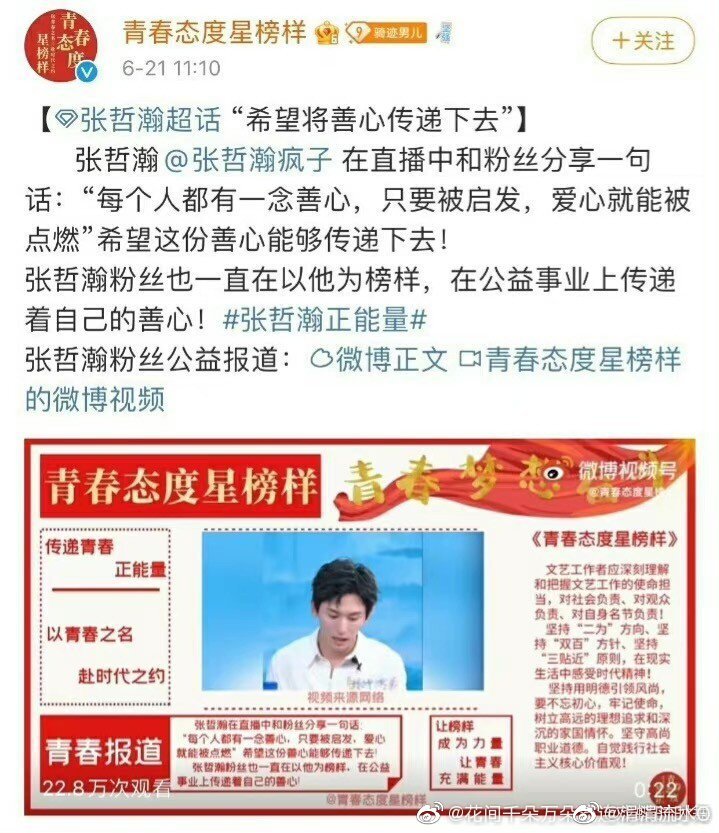 青春态度星榜样 骑迹男儿
6-21 11:10
+关注
【张哲瀚超话 “希望将善心传递下去”】
张哲瀚@张哲瀚疯子 在直播中和粉丝分享一句
话：“每个人都有一念善心，只要被启发，爱心就能被
点燃”希望这份善心能够传递下去！
张哲瀚粉丝也一直在以他为榜样，在公益事业上传递
着自己的善心！#张哲瀚正能量#
张哲瀚粉丝公益报道：微博正文 青春态度星榜样
的微博视频
青春态度星榜样
青春梦想
微博视频号
@青春态度星榜
传递青春
正能量
以青春之名
赴时代之约
视频来源网络
《青春态度星榜样》
文艺工作者应深刻理解
和把握文艺工作的使命担
当，对社会负责、对观众
负责、对自身名节负责！
坚持“二为”方向、坚
持“双百”方针、坚持
“三贴近”原则，在现实
生活中感受时代精神！
坚持用明德引领风尚，
要不忘初心，牢记使命，
树立高远的理想追求和深
沉的家国情怀。坚守高尚
职业道德。自觉践行社会
主义核心价值观！
青春报道
张哲瀚在直播中和粉丝分享一句话：
“每个人都有一念善心，只要被启发，爱心
就能被点燃”希望这份善心能够传递下去！
张哲瀚粉丝也一直在以他为榜样，在公益
事业上传递着自己的善心！
让榜样
成为力量
让青春
充满能量
22.8万次观看
@青春态度星榜样
0:22
@花间千朵万朵